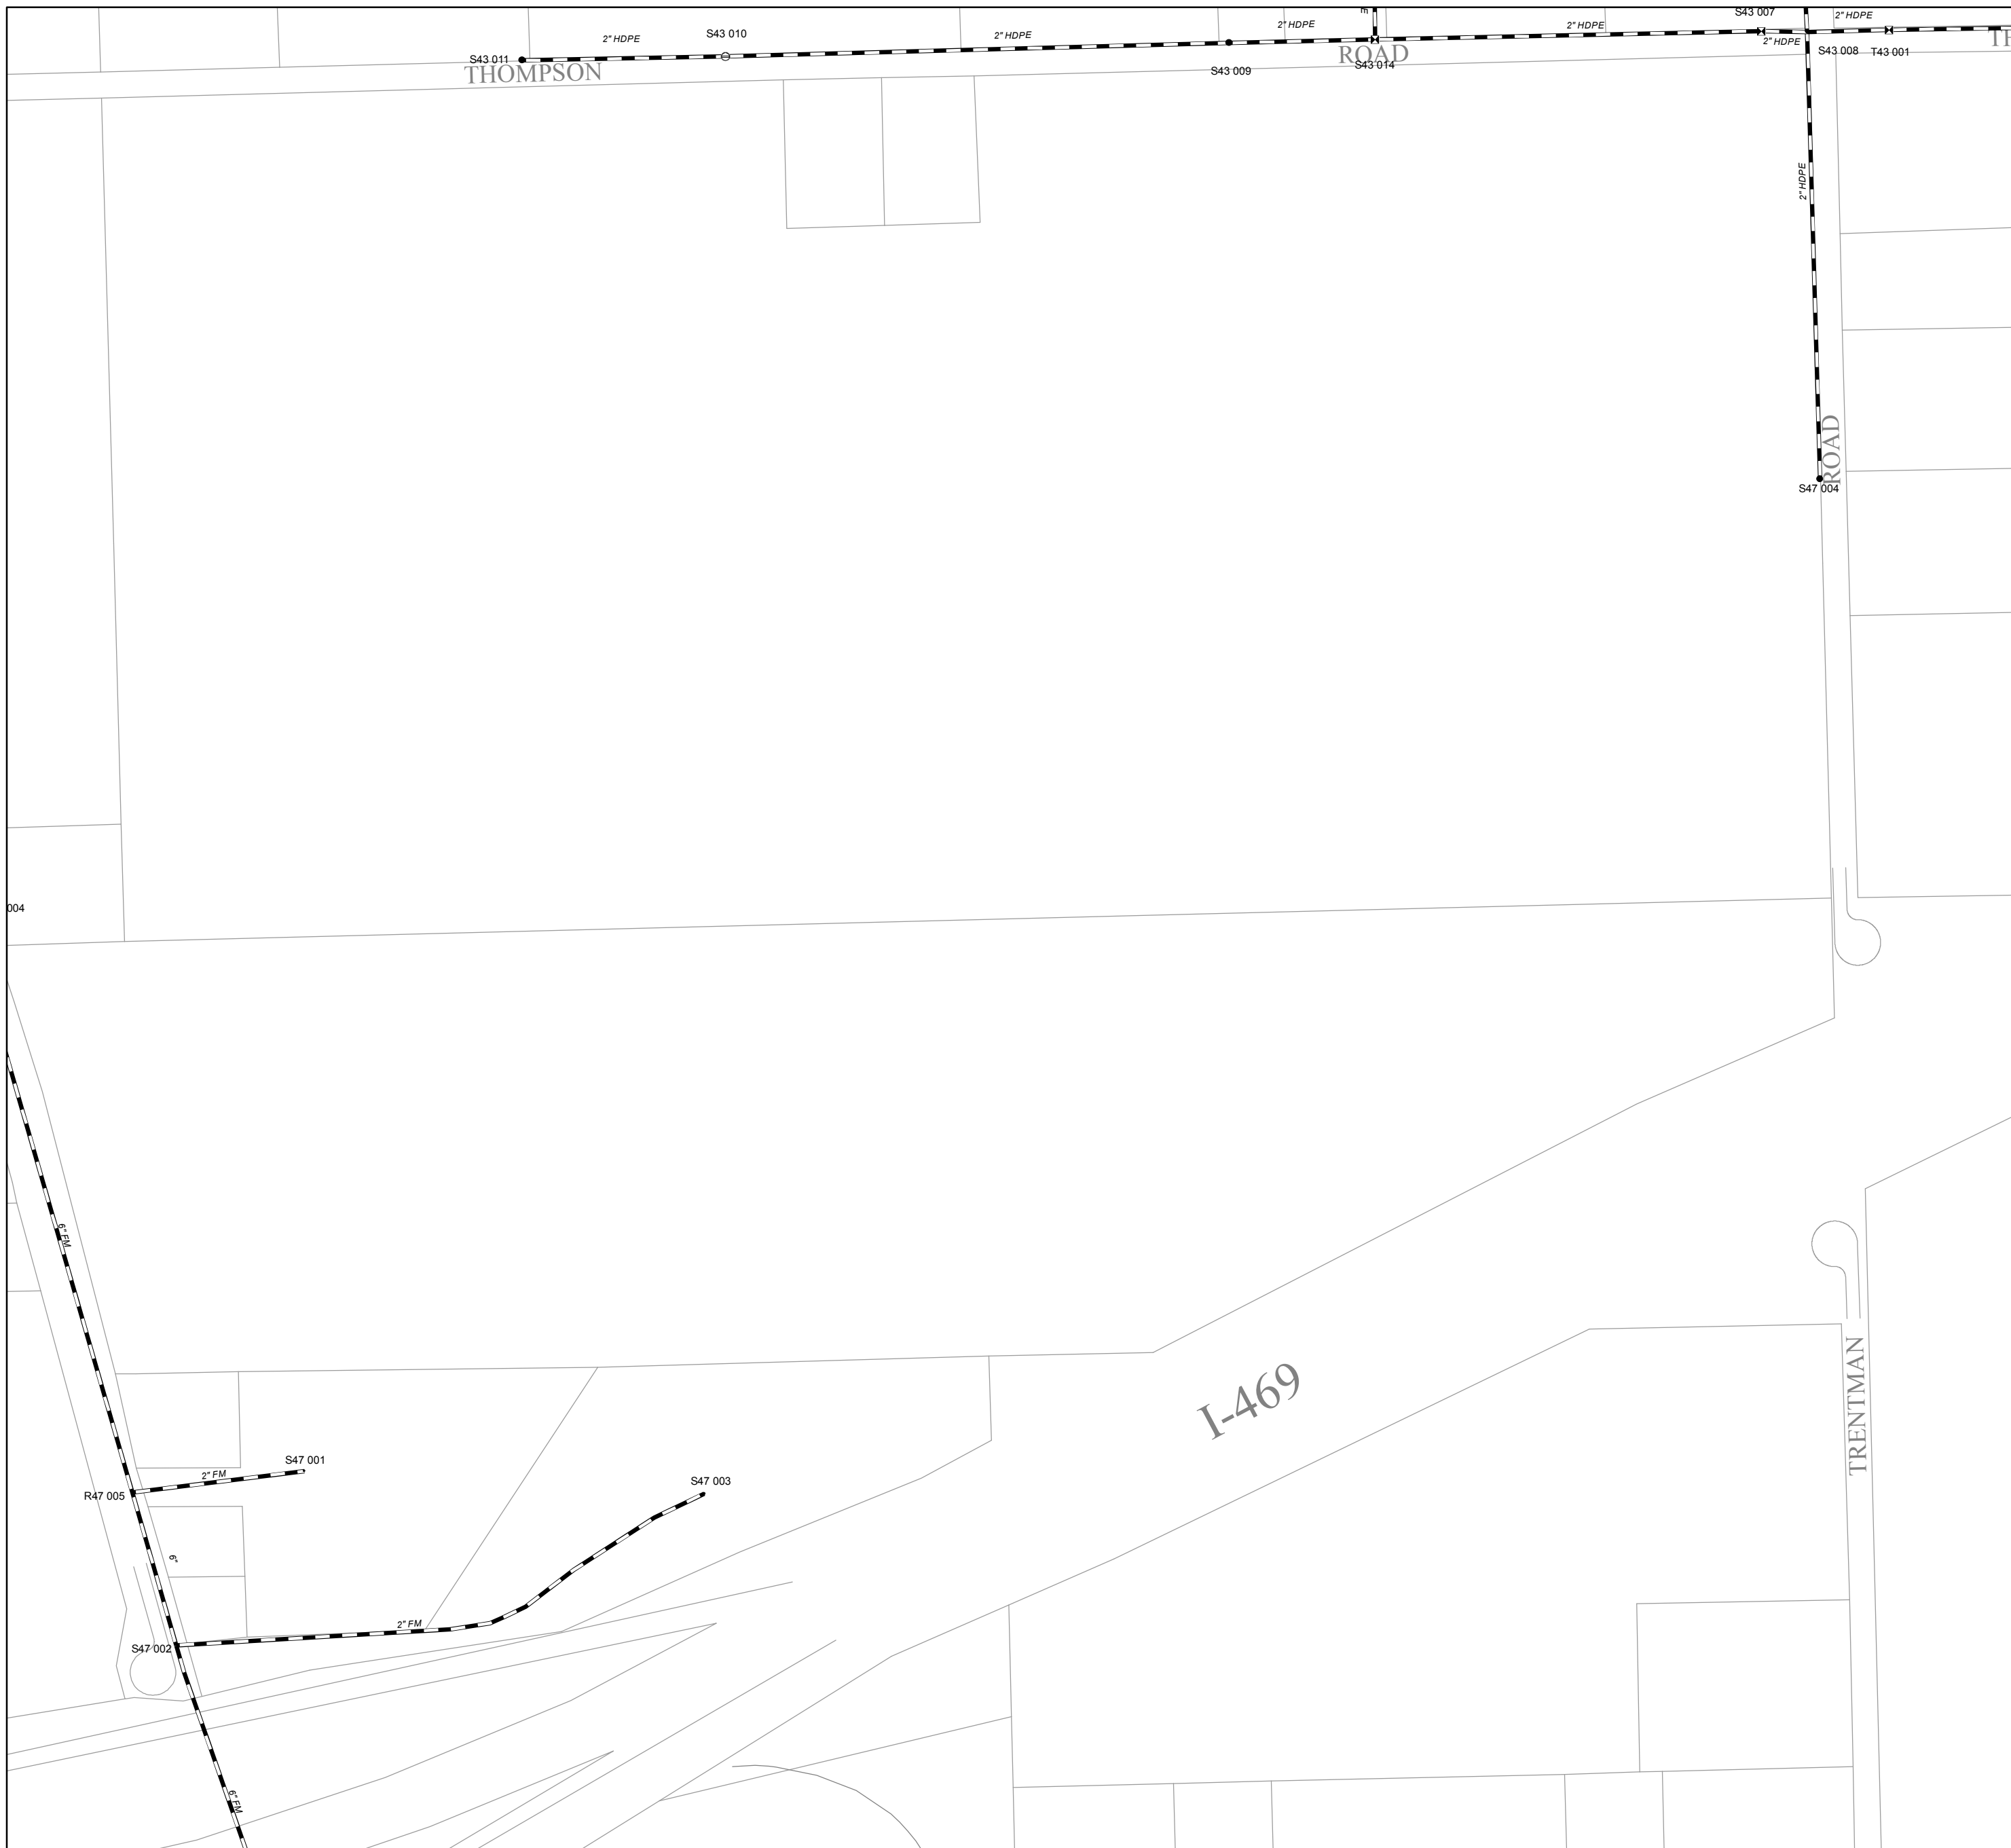 S43 007
2" HDPE
2" HDPE
2" HDPE
S43 010
2" HDPE
2" HDPE
2" HDPE
S43 011
THOMPSON
ROAD
S43 014
S43 009
S43 008
T43 001
2" HDPE
ROAD
S47 004
004
6" FM
I-469
TRENTMAN
S47 001
2" FM
R47 005
S47 003
6"
2" FM
S47 002
6" FM